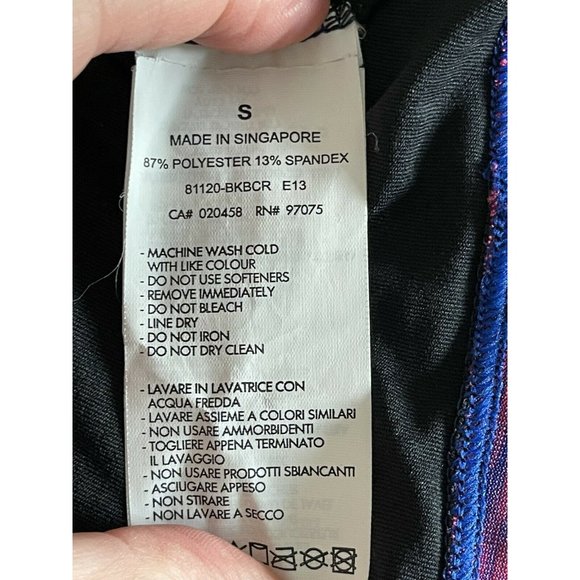 S
MADE IN SINGAPORE
87% POLYESTER 13% SPANDEX
81120-BKBCR E13
CA# 020458 RN# 97075
- MACHINE WASH COLD
WITH LIKE COLOUR
- DO NOT USE SOFTENERS
- REMOVE IMMEDIATELY
- DO NOT BLEACH
- LINE DRY
- DO NOT IRON
- DO NOT DRY CLEAN
- LAVARE IN LAVATRICE CON
ACQUA FREDDA
- LAVARE ASSIEME A COLORI SIMILARI
- NON USARE AMMORBIDENTI
- TOGLIERE APPENA TERMINATO
IL LAVAGGIO
- NON USARE PRODOTTI SBIANCANTI
- ASCIUGARE APPESO
- NON STIRARE
- NON LAVARE A SECCO